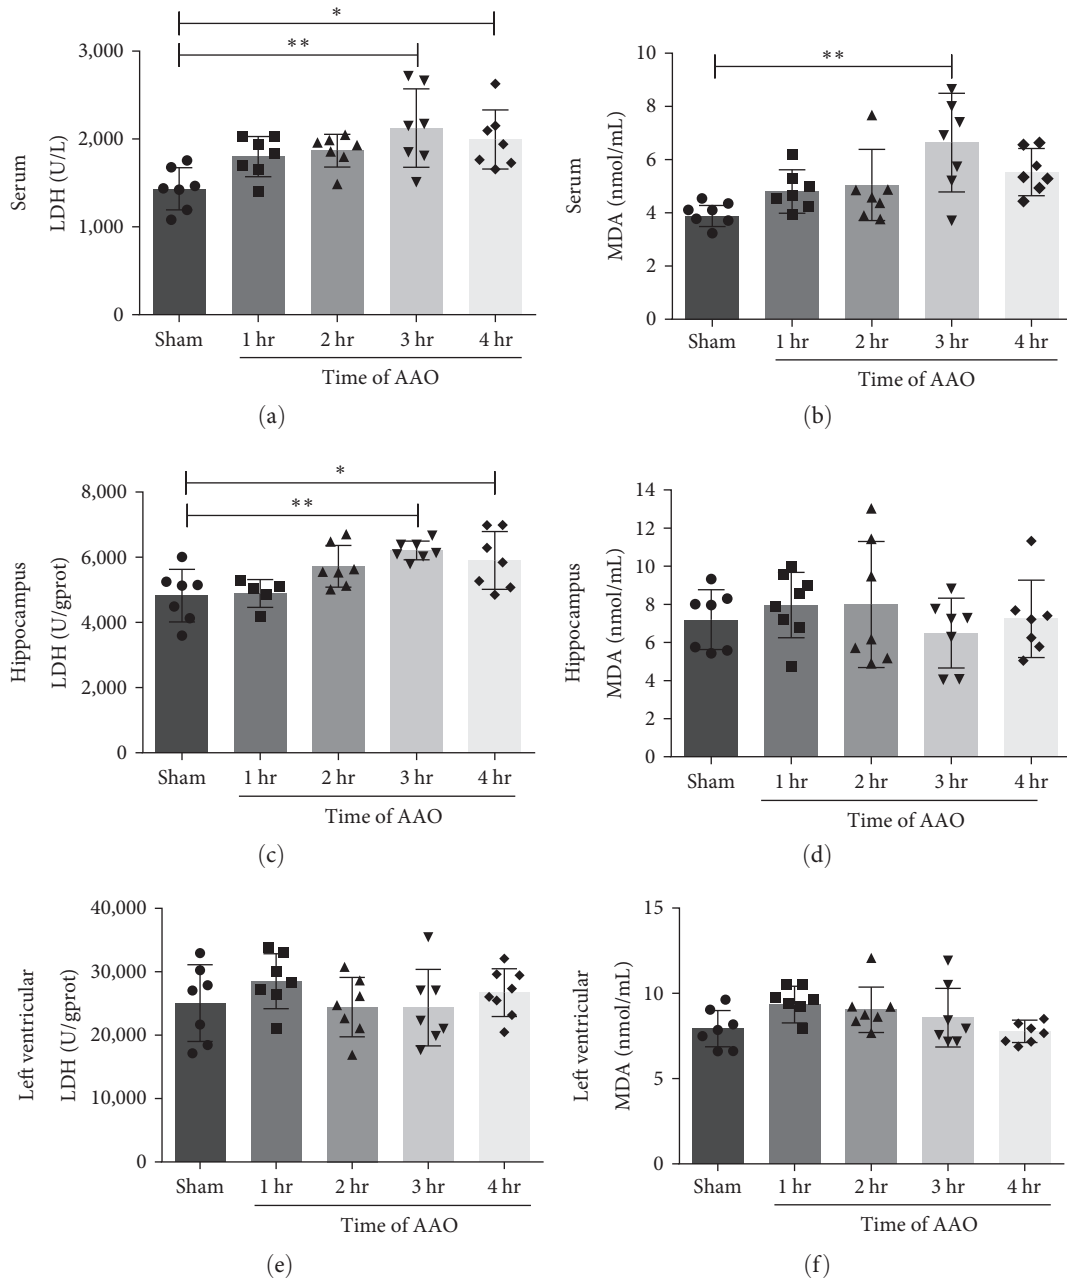 *
**
3,000
2,000
1,000
0
Serum
LDH (U/L)
Sham 1 hr 2 hr 3 hr 4 hr
Time of AAO
(a)
**
10
8
6
4
2
0
Serum
MDA (nmol/mL)
Sham 1 hr 2 hr 3 hr 4 hr
Time of AAO
(b)
*
**
8,000
6,000
4,000
2,000
0
Hippocampus
LDH (U/gprot)
Sham 1 hr 2 hr 3 hr 4 hr
Time of AAO
(c)
14
12
10
8
6
4
2
0
Hippocampus
MDA (nmol/mL)
Sham 1 hr 2 hr 3 hr 4 hr
Time of AAO
(d)
40,000
30,000
20,000
10,000
0
Left ventricular
LDH (U/gprot)
Sham 1 hr 2 hr 3 hr 4 hr
Time of AAO
(e)
15
10
5
0
Left ventricular
MDA (nmol/mL)
Sham 1 hr 2 hr 3 hr 4 hr
Time of AAO
(f)